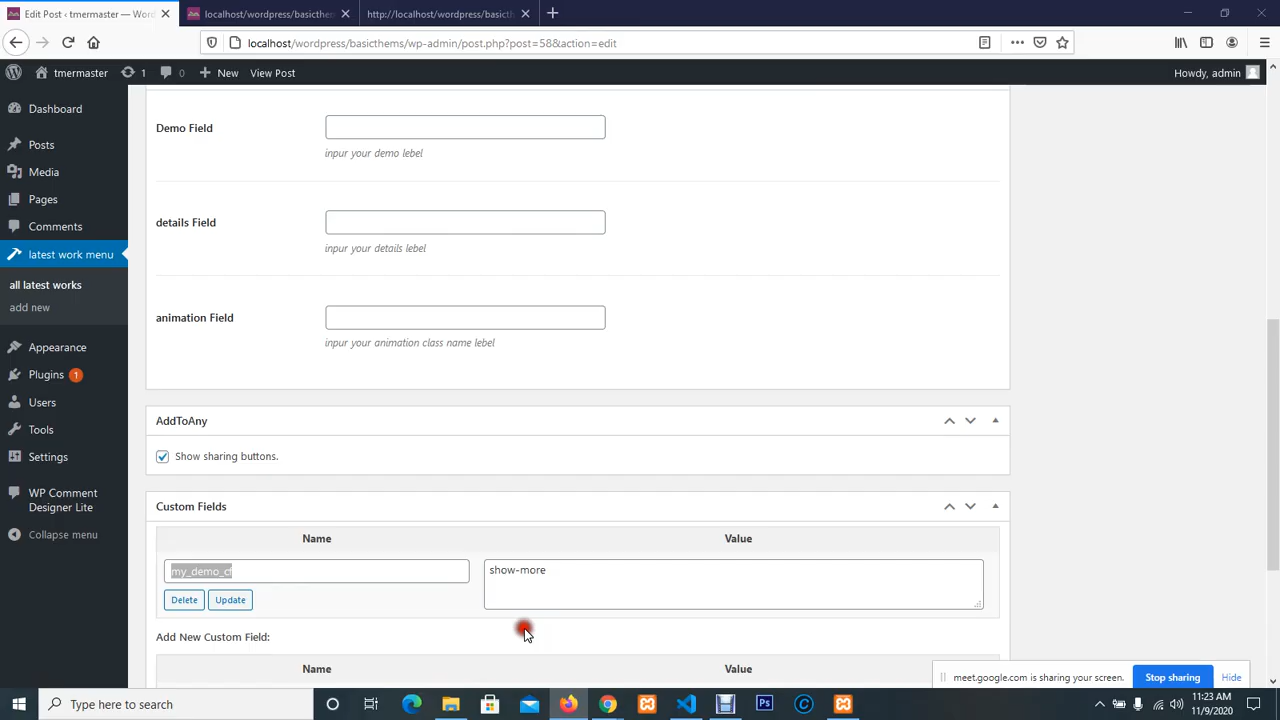 Edit Post ‹ tmermaster — Word
localhost/wordpress/basicthem
http://localhost/wordpress/basicth
localhost/wordpress/basicthems/wp-admin/post.php?post=58&action=edit
tmermaster
1
0
New
View Post
Howdy, admin
Dashboard
Posts
Media
Pages
Comments
latest work menu
all latest works
add new
Appearance
Plugins 1
Users
Tools
Settings
WP Comment
Designer Lite
Collapse menu
Demo Field
inpur your demo lebel
details Field
inpur your details lebel
animation Field
inpur your animation class name lebel
AddToAny
Show sharing buttons.
Custom Fields
Name
Value
my_demo_cf
show-more
Delete
Update
Add New Custom Field:
Name
Value
meet.google.com is sharing your screen.
Stop sharing
Hide
Type here to search
11:23 AM
11/9/2020